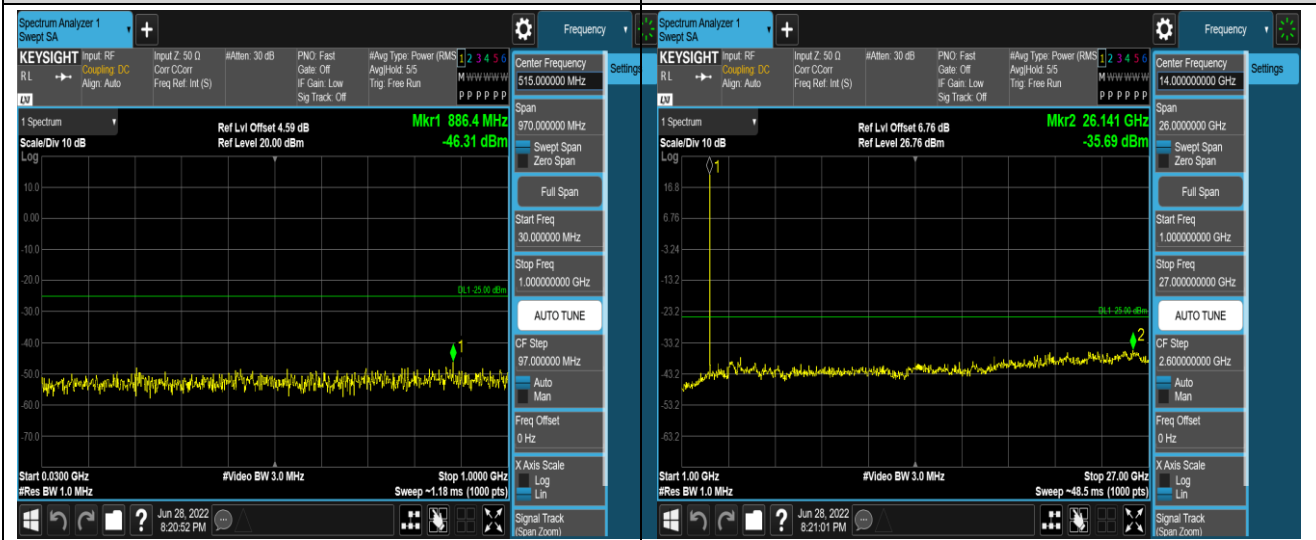 Spectrum Analyzer 1
Swept SA
+
Frequency
KEYSIGHT
RL
LXI
Input: RF
Coupling: DC
Align: Auto
Input Z: 50 Ω
Corr CCorr
Freq Ref: Int (S)
#Atten: 30 dB
PNO: Fast
Gate: Off
IF Gain: Low
Sig Track: Off
#Avg Type: Power (RMS
Avg|Hold: 5/5
Trig: Free Run
1 2 3 4 5 6
M W W W W W
P P P P P P
Center Frequency
515.000000 MHz
Settings
1 Spectrum
Scale/Div 10 dB
Log
Ref Lvl Offset 4.59 dB
Ref Level 20.00 dBm
Mkr1 886.4 MHz
-46.31 dBm
Span
970.000000 MHz
Swept Span
Zero Span
Full Span
Start Freq
30.000000 MHz
Stop Freq
1.000000000 GHz
AUTO TUNE
CF Step
97.000000 MHz
Auto
Man
Freq Offset
0 Hz
X Axis Scale
Log
Lin
Signal Track
(Span Zoom)
10.0
0.00
-10.0
-20.0
DL1 -25.00 dBm
-30.0
-40.0
1
-50.0
-60.0
-70.0
Start 0.0300 GHz
#Res BW 1.0 MHz
#Video BW 3.0 MHz
Stop 1.0000 GHz
Sweep ~1.18 ms (1000 pts)
?
Jun 28, 2022
8:20:52 PM
Spectrum Analyzer 1
Swept SA
+
Frequency
KEYSIGHT
RL
LXI
Input: RF
Coupling: DC
Align: Auto
Input Z: 50 Ω
Corr CCorr
Freq Ref: Int (S)
#Atten: 30 dB
PNO: Fast
Gate: Off
IF Gain: Low
Sig Track: Off
#Avg Type: Power (RMS
Avg|Hold: 5/5
Trig: Free Run
1 2 3 4 5 6
M W W W W W
P P P P P P
Center Frequency
14.000000000 GHz
Settings
1 Spectrum
Scale/Div 10 dB
Log
Ref Lvl Offset 6.76 dB
Ref Level 26.76 dBm
Mkr2 26.141 GHz
-35.69 dBm
Span
26.0000000 GHz
Swept Span
Zero Span
Full Span
Start Freq
1.000000000 GHz
Stop Freq
27.000000000 GHz
AUTO TUNE
CF Step
2.600000000 GHz
Auto
Man
Freq Offset
0 Hz
X Axis Scale
Log
Lin
Signal Track
(Span Zoom)
1
16.8
6.76
-3.24
-13.2
-23.2
DL1 -25.00 dBm
-33.2
2
-43.2
-53.2
-63.2
Start 1.00 GHz
#Res BW 1.0 MHz
#Video BW 3.0 MHz
Stop 27.00 GHz
Sweep ~48.5 ms (1000 pts)
?
Jun 28, 2022
8:21:01 PM